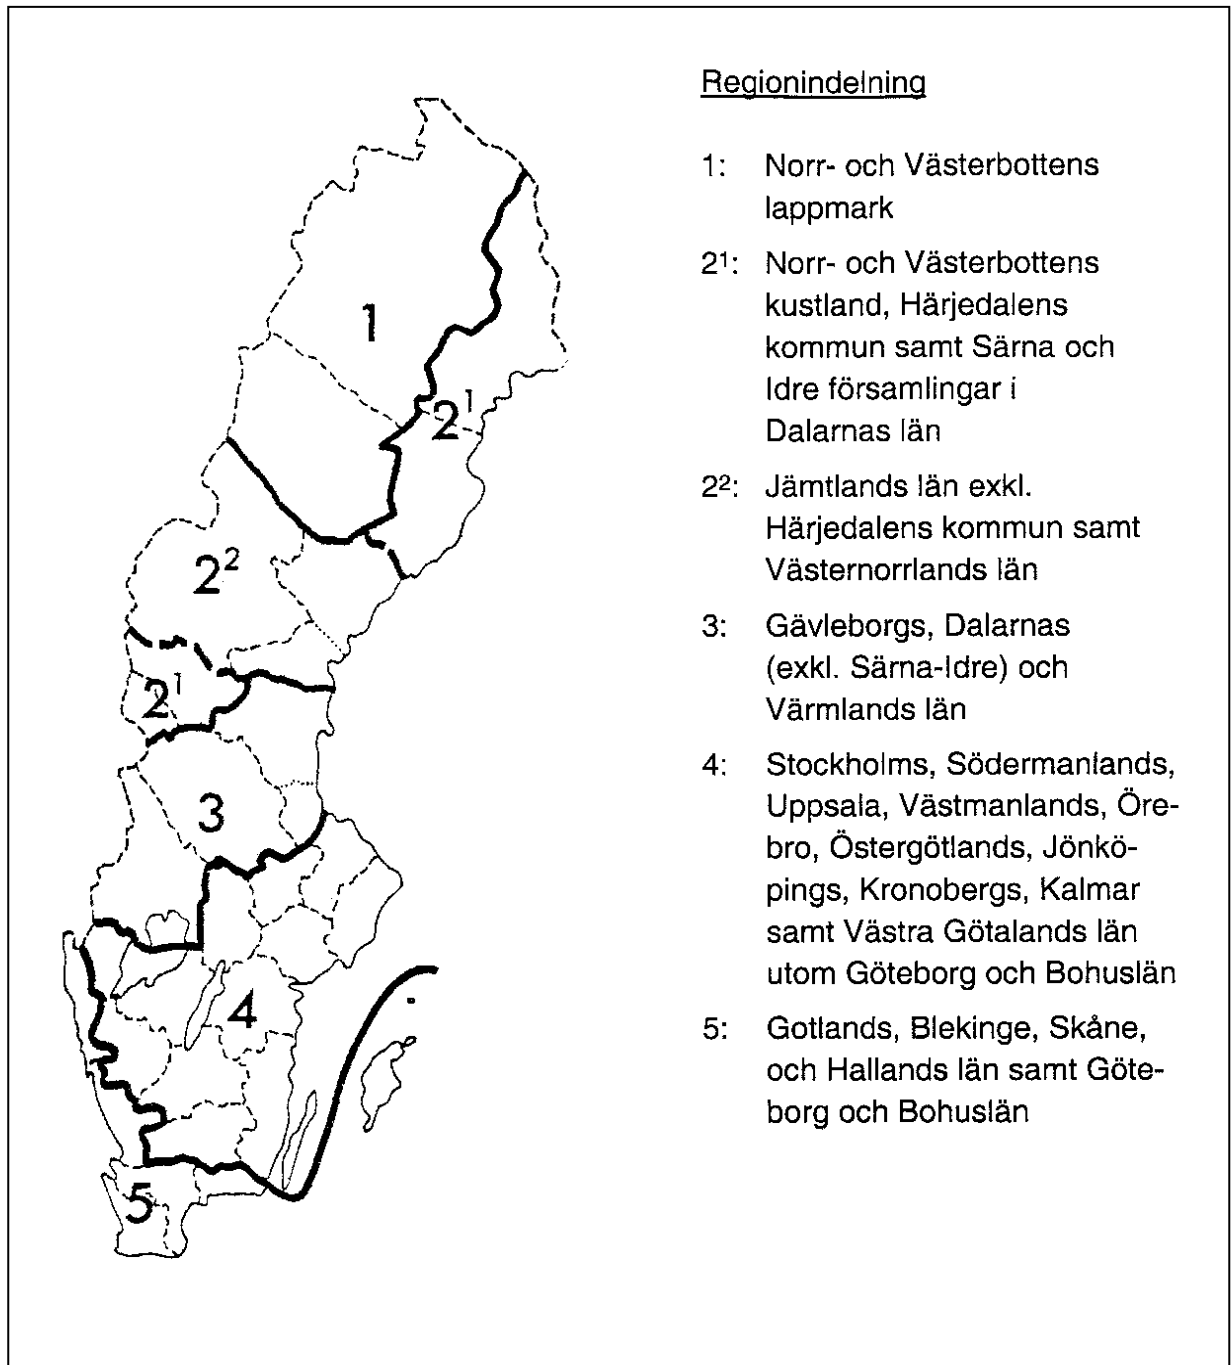 Regionindelning
1: Norr- och Västerbottens
lappmark
2¹: Norr- och Västerbottens
kustland, Härjedalens
kommun samt Särna och
Idre församlingar i
Dalarnas län
2²: Jämtlands län exkl.
Härjedalens kommun samt
Västernorrlands län
3: Gävleborgs, Dalarnas
(exkl. Särna-Idre) och
Värmlands län
4: Stockholms, Södermanlands,
Uppsala, Västmanlands, Öre-
bro, Östergötlands, Jönkö-
pings, Kronobergs, Kalmar
samt Västra Götalands län
utom Göteborg och Bohuslän
5: Gotlands, Blekinge, Skåne,
och Hallands län samt Göte-
borg och Bohuslän
1
2¹
2²
2¹
3
4
5